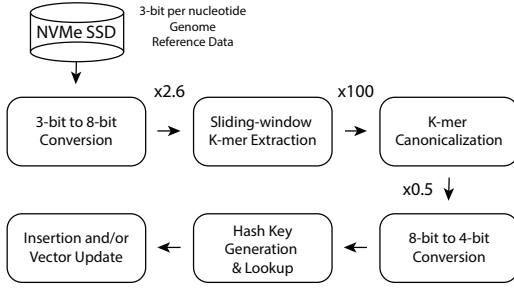 NVMe SSD
3-bit per nucleotide
Genome
Reference Data
3-bit to 8-bit
Conversion
x2.6
Sliding-window
K-mer Extraction
x100
K-mer
Canonicalization
x0.5
8-bit to 4-bit
Conversion
Hash Key
Generation
& Lookup
Insertion and/or
Vector Update